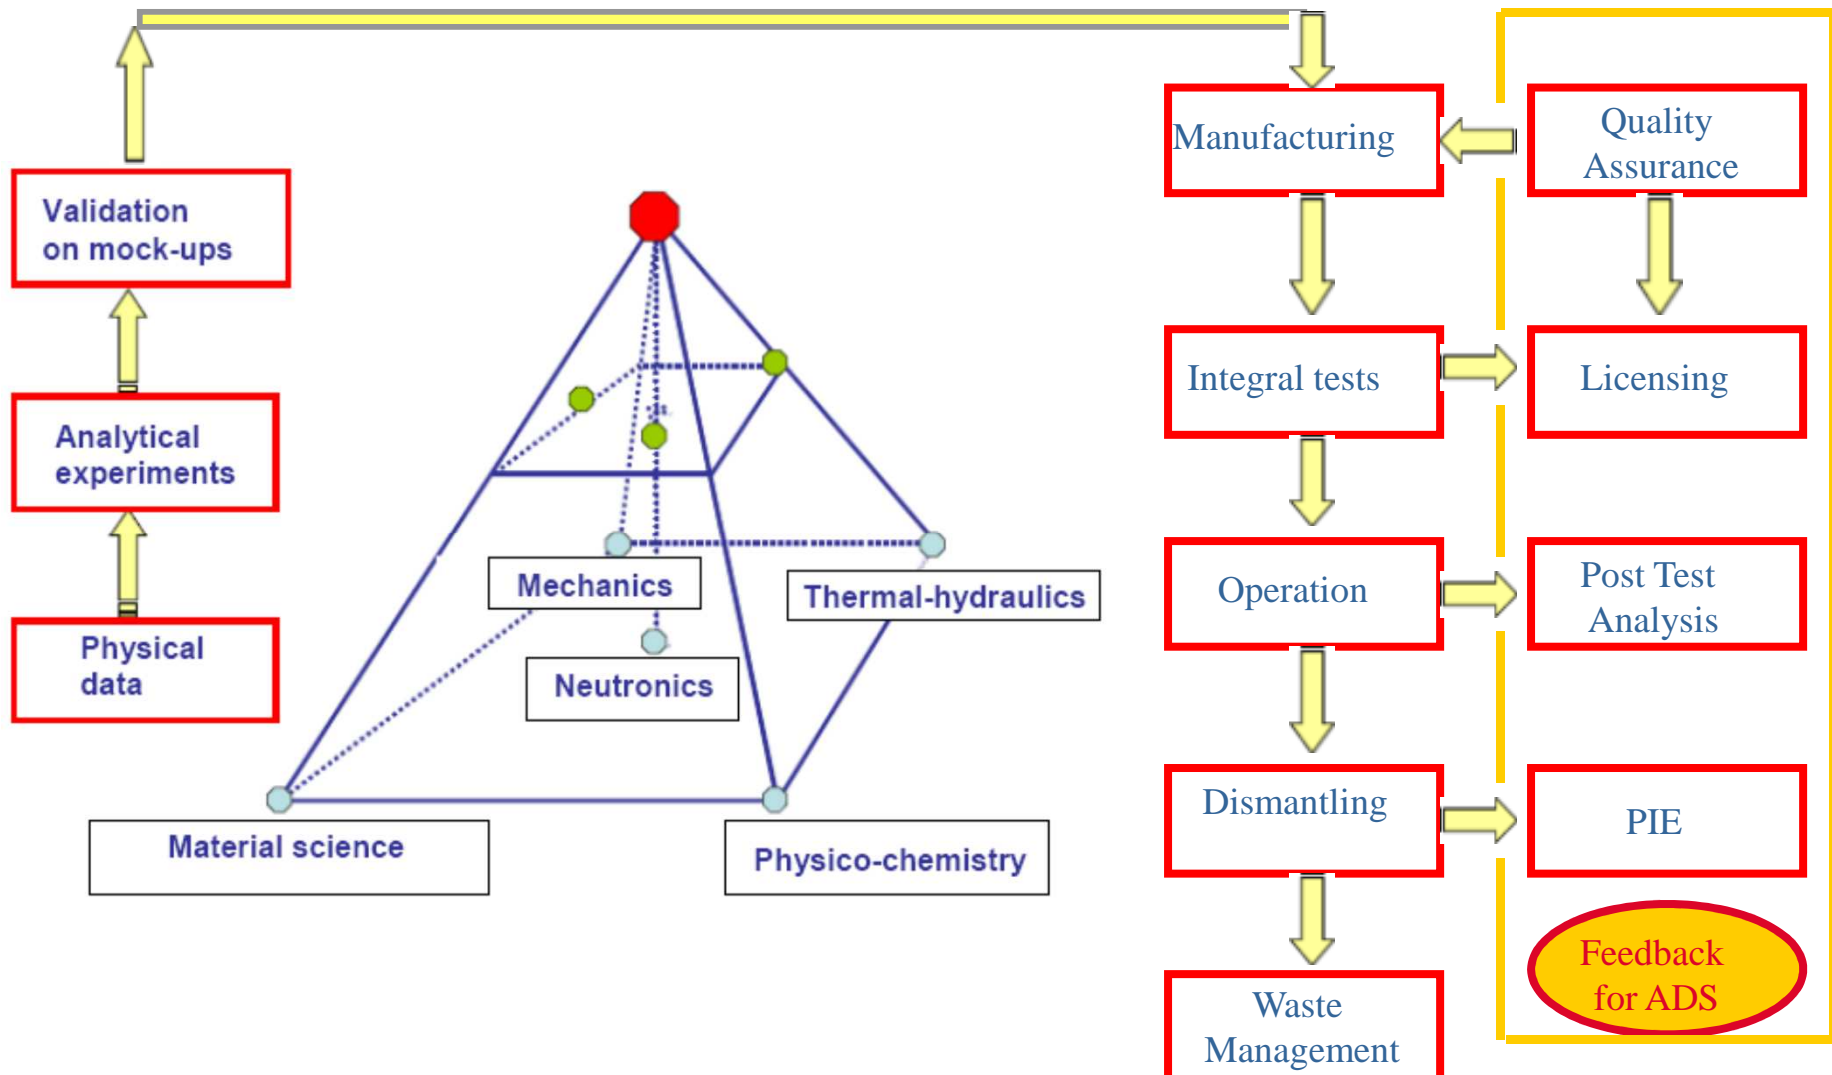 Validation
on mock-ups
Analytical
experiments
Physical
data
Mechanics
Thermal-hydraulics
Neutronics
Material science
Physico-chemistry
Manufacturing
Quality
Assurance
Integral tests
Licensing
Operation
Post Test
Analysis
Dismantling
PIE
Feedback
for ADS
Waste
Management